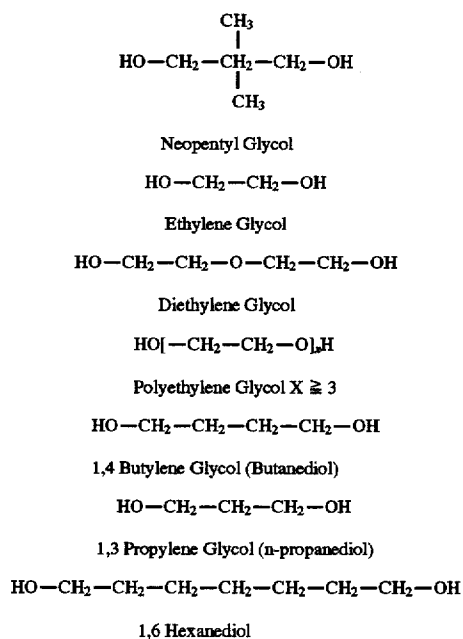 CH₃
|
HO—CH₂—CH₂—CH₂—OH
|
CH₃
Neopentyl Glycol
HO—CH₂—CH₂—OH
Ethylene Glycol
HO—CH₂—CH₂—O—CH₂—CH₂—OH
Diethylene Glycol
HO[—CH₂—CH₂—O]ₓH
Polyethylene Glycol X ≧ 3
HO—CH₂—CH₂—CH₂—CH₂—OH
1,4 Butylene Glycol (Butanediol)
HO—CH₂—CH₂—CH₂—OH
1,3 Propylene Glycol (n-propanediol)
HO—CH₂—CH₂—CH₂—CH₂—CH₂—CH₂—CH₂—OH
1,6 Hexanediol